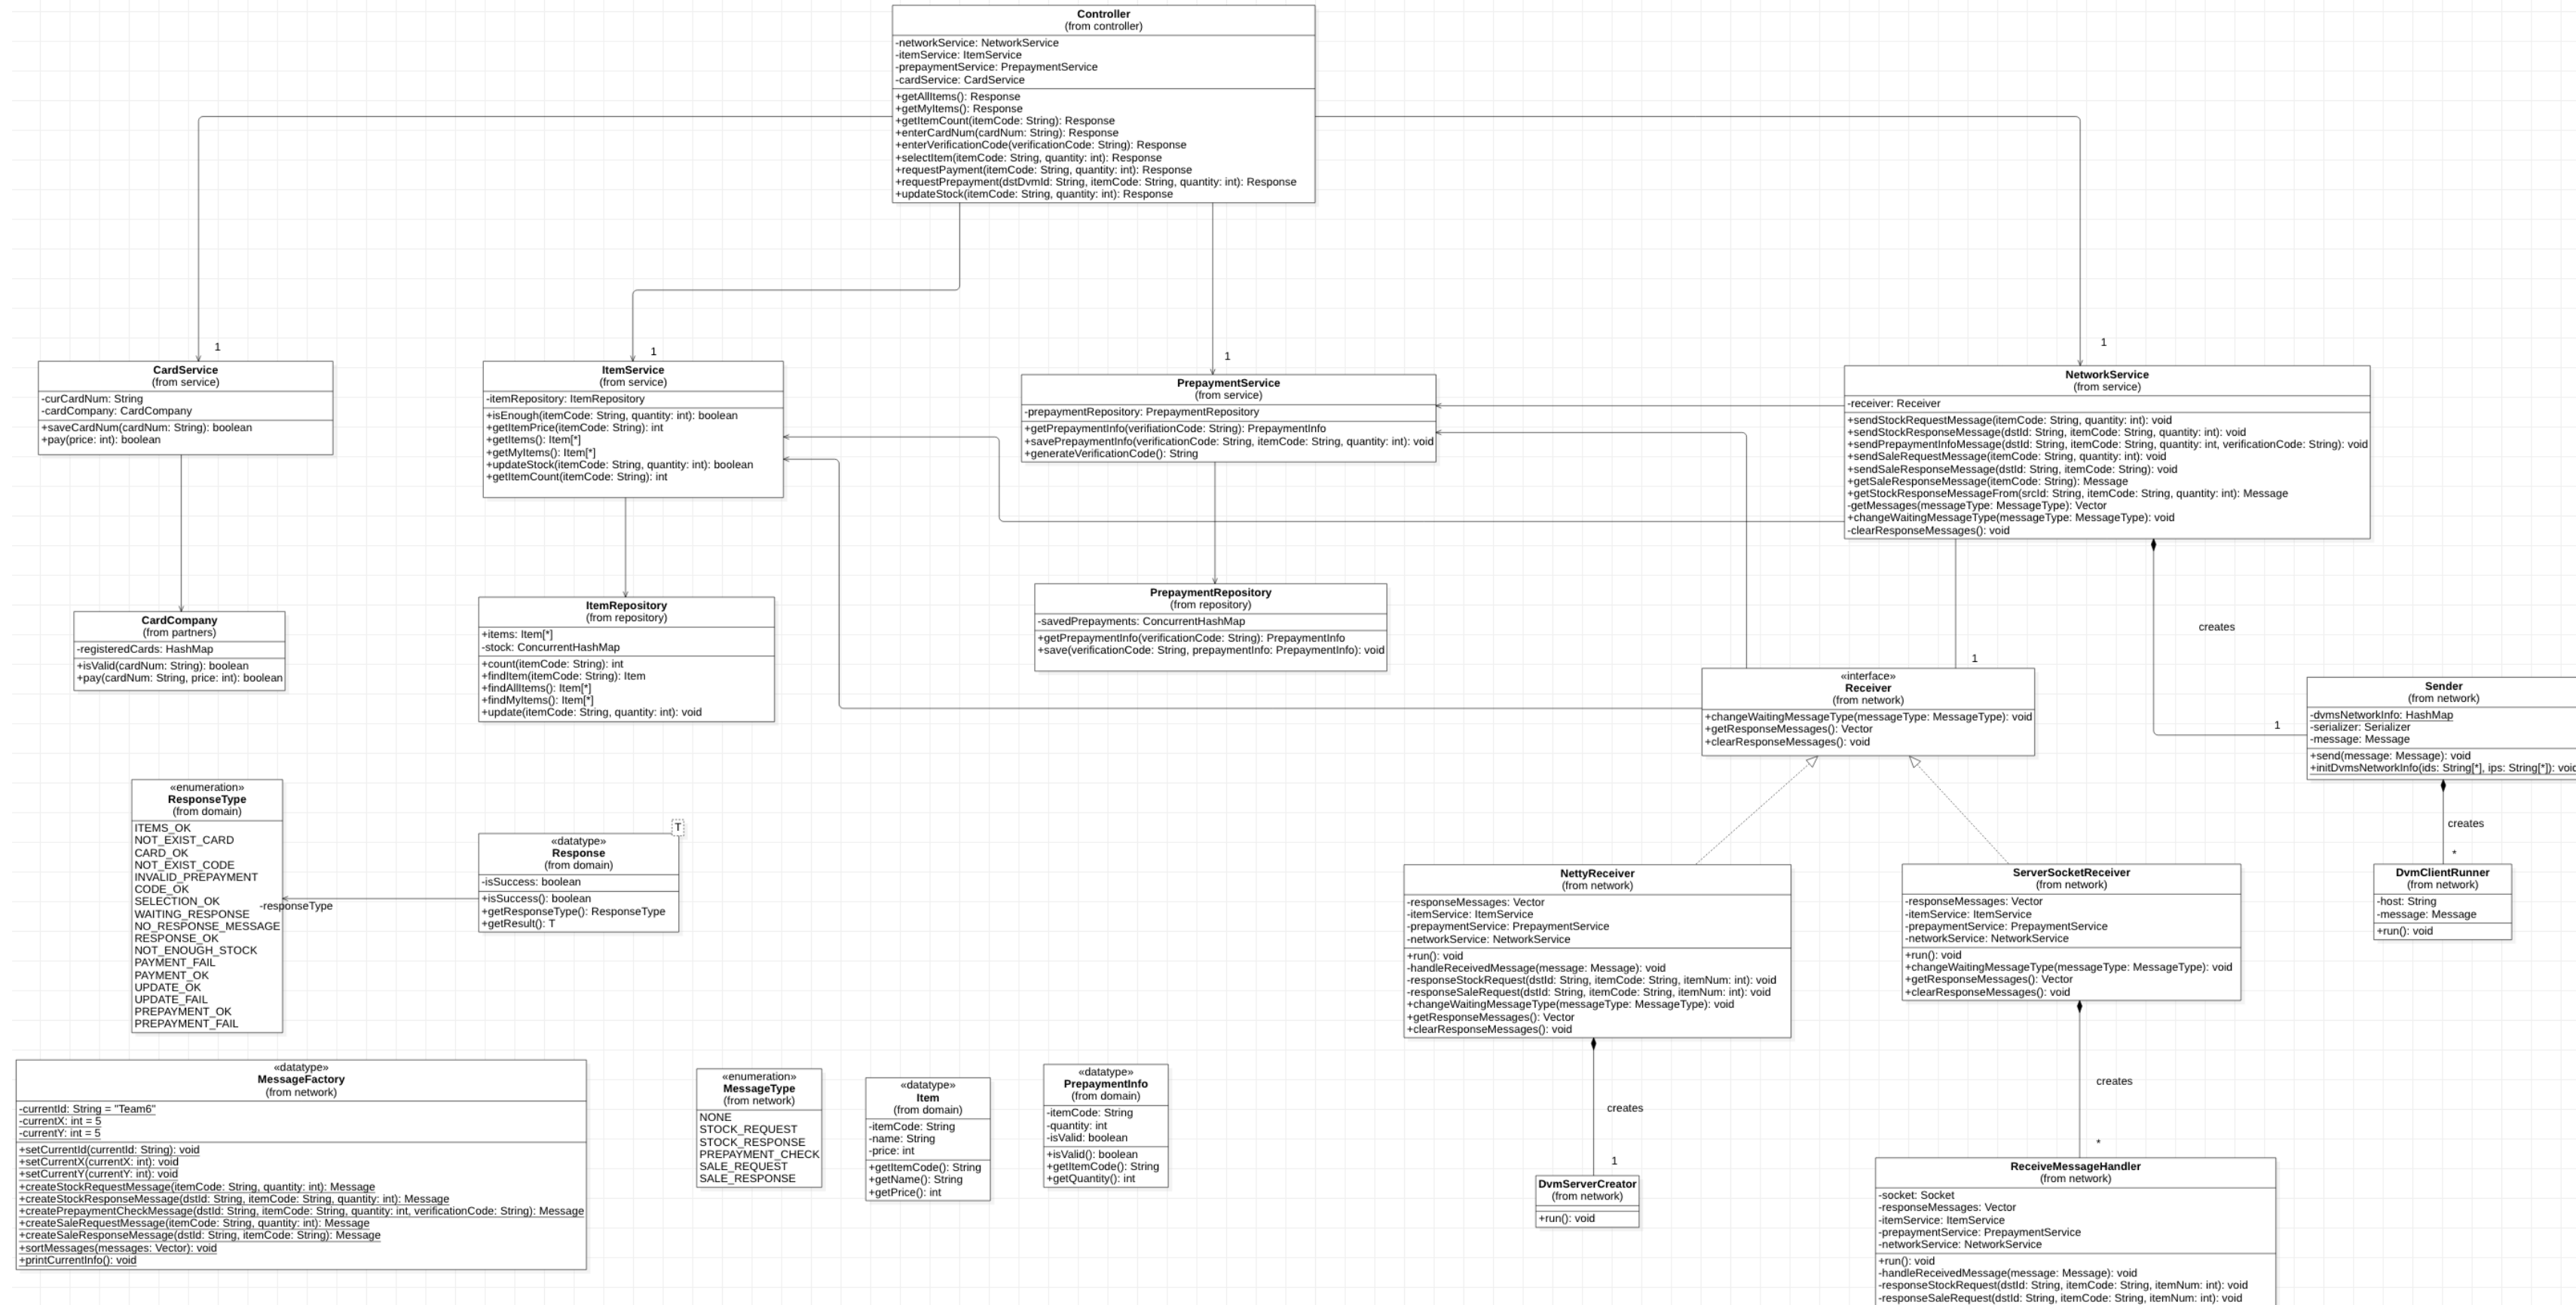 Controller
(from controller)
-networkService: NetworkService
-itemService: ItemService
-prepaymentService: PrepaymentService
-cardService: CardService
+getAllItems(): Response
+getMyItems(): Response
+getItemCount(itemCode: String): Response
+enterCardNum(cardNum: String): Response
+enterVerificationCode(verificationCode: String): Response
+selectItem(itemCode: String, quantity: int): Response
+requestPayment(itemCode: String, quantity: int): Response
+requestPrepayment(dstDvmId: String, itemCode: String, quantity: int): Response
+updateStock(itemCode: String, quantity: int): Response
1
1
1
1
CardService
(from service)
-curCardNum: String
-cardCompany: CardCompany
+saveCardNum(cardNum: String): boolean
+pay(price: int): boolean
ItemService
(from service)
-itemRepository: ItemRepository
+isEnough(itemCode: String, quantity: int): boolean
+getItemPrice(itemCode: String): int
+getItems(): Item[*]
+getMyItems(): Item[*]
+updateStock(itemCode: String, quantity: int): boolean
+getItemCount(itemCode: String): int
PrepaymentService
(from service)
-prepaymentRepository: PrepaymentRepository
+getPrepaymentInfo(verifiationCode: String): PrepaymentInfo
+savePrepaymentInfo(verificationCode: String, itemCode: String, quantity: int): void
+generateVerificationCode(): String
NetworkService
(from service)
-receiver: Receiver
+sendStockRequestMessage(itemCode: String, quantity: int): void
+sendStockResponseMessage(dstId: String, itemCode: String, quantity: int): void
+sendPrepaymentInfoMessage(dstId: String, itemCode: String, quantity: int, verificationCode: String): void
+sendSaleRequestMessage(itemCode: String, quantity: int): void
+sendSaleResponseMessage(dstId: String, itemCode: String): void
+getSaleResponseMessage(itemCode: String): Message
+getStockResponseMessageFrom(srcId: String, itemCode: String, quantity: int): Message
-getMessages(messageType: MessageType): Vector
+changeWaitingMessageType(messageType: MessageType): void
-clearResponseMessages(): void
CardCompany
(from partners)
-registeredCards: HashMap
+isValid(cardNum: String): boolean
+pay(cardNum: String, price: int): boolean
ItemRepository
(from repository)
+items: Item[*]
-stock: ConcurrentHashMap
+count(itemCode: String): int
+findItem(itemCode: String): Item
+findAllItems(): Item[*]
+findMyItems(): Item[*]
+update(itemCode: String, quantity: int): void
PrepaymentRepository
(from repository)
-savedPrepayments: ConcurrentHashMap
+getPrepaymentInfo(verificationCode: String): PrepaymentInfo
+save(verificationCode: String, prepaymentInfo: PrepaymentInfo): void
creates
1
1
«interface»
Receiver
(from network)
+changeWaitingMessageType(messageType: MessageType): void
+getResponseMessages(): Vector
+clearResponseMessages(): void
Sender
(from network)
-dvmsNetworkInfo: HashMap
-serializer: Serializer
-message: Message
+send(message: Message): void
+initDvmsNetworkInfo(ids: String[*], ips: String[*]): void
«enumeration»
ResponseType
(from domain)
ITEMS_OK
NOT_EXIST_CARD
CARD_OK
NOT_EXIST_CODE
INVALID_PREPAYMENT
CODE_OK
SELECTION_OK
WAITING_RESPONSE
NO_RESPONSE_MESSAGE
RESPONSE_OK
NOT_ENOUGH_STOCK
PAYMENT_FAIL
PAYMENT_OK
UPDATE_OK
UPDATE_FAIL
PREPAYMENT_OK
PREPAYMENT_FAIL
-responseType
T
«datatype»
Response
(from domain)
-isSuccess: boolean
+isSuccess(): boolean
+getResponseType(): ResponseType
+getResult(): T
creates
*
NettyReceiver
(from network)
-responseMessages: Vector
-itemService: ItemService
-prepaymentService: PrepaymentService
-networkService: NetworkService
+run(): void
-handleReceivedMessage(message: Message): void
-responseStockRequest(dstId: String, itemCode: String, itemNum: int): void
-responseSaleRequest(dstId: String, itemCode: String, itemNum: int): void
+changeWaitingMessageType(messageType: MessageType): void
+getResponseMessages(): Vector
+clearResponseMessages(): void
ServerSocketReceiver
(from network)
-responseMessages: Vector
-itemService: ItemService
-prepaymentService: PrepaymentService
-networkService: NetworkService
+run(): void
+changeWaitingMessageType(messageType: MessageType): void
+getResponseMessages(): Vector
+clearResponseMessages(): void
DvmClientRunner
(from network)
-host: String
-message: Message
+run(): void
«datatype»
MessageFactory
(from network)
-currentId: String = "Team6"
-currentX: int = 5
-currentY: int = 5
+setCurrentId(currentId: String): void
+setCurrentX(currentX: int): void
+setCurrentY(currentY: int): void
+createStockRequestMessage(itemCode: String, quantity: int): Message
+createStockResponseMessage(dstId: String, itemCode: String, quantity: int): Message
+createPrepaymentCheckMessage(dstId: String, itemCode: String, quantity: int, verificationCode: String): Message
+createSaleRequestMessage(itemCode: String, quantity: int): Message
+createSaleResponseMessage(dstId: String, itemCode: String): Message
+sortMessages(messages: Vector): void
+printCurrentInfo(): void
«enumeration»
MessageType
(from network)
NONE
STOCK_REQUEST
STOCK_RESPONSE
PREPAYMENT_CHECK
SALE_REQUEST
SALE_RESPONSE
«datatype»
Item
(from domain)
-itemCode: String
-name: String
-price: int
+getItemCode(): String
+getName(): String
+getPrice(): int
«datatype»
PrepaymentInfo
(from domain)
-itemCode: String
-quantity: int
-isValid: boolean
+isValid(): boolean
+getItemCode(): String
+getQuantity(): int
creates
1
DvmServerCreator
(from network)
+run(): void
creates
*
ReceiveMessageHandler
(from network)
-socket: Socket
-responseMessages: Vector
-itemService: ItemService
-prepaymentService: PrepaymentService
-networkService: NetworkService
+run(): void
-handleReceivedMessage(message: Message): void
-responseStockRequest(dstId: String, itemCode: String, itemNum: int): void
-responseSaleRequest(dstId: String, itemCode: String, itemNum: int): void